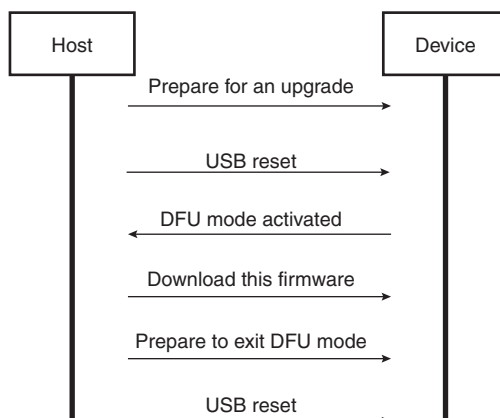 Host
Device
Prepare for an upgrade
USB reset
DFU mode activated
Download this firmware
Prepare to exit DFU mode
USB reset